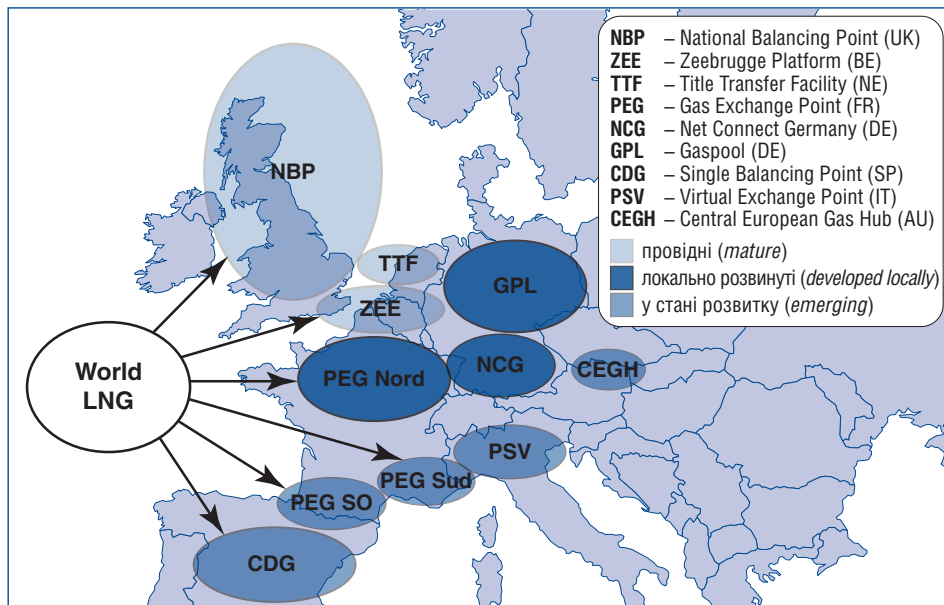 NBP – National Balancing Point (UK)
ZEE – Zeebrugge Platform (BE)
TTF – Title Transfer Facility (NE)
PEG – Gas Exchange Point (FR)
NCG – Net Connect Germany (DE)
GPL – Gaspool (DE)
CDG – Single Balancing Point (SP)
PSV – Virtual Exchange Point (IT)
CEGH – Central European Gas Hub (AU)
провідні (mature)
локально розвинуті (developed locally)
у стані розвитку (emerging)
NBP
TTF
GPL
ZEE
World
LNG
PEG Nord
NCG
CEGH
PSV
PEG Sud
PEG SO
CDG